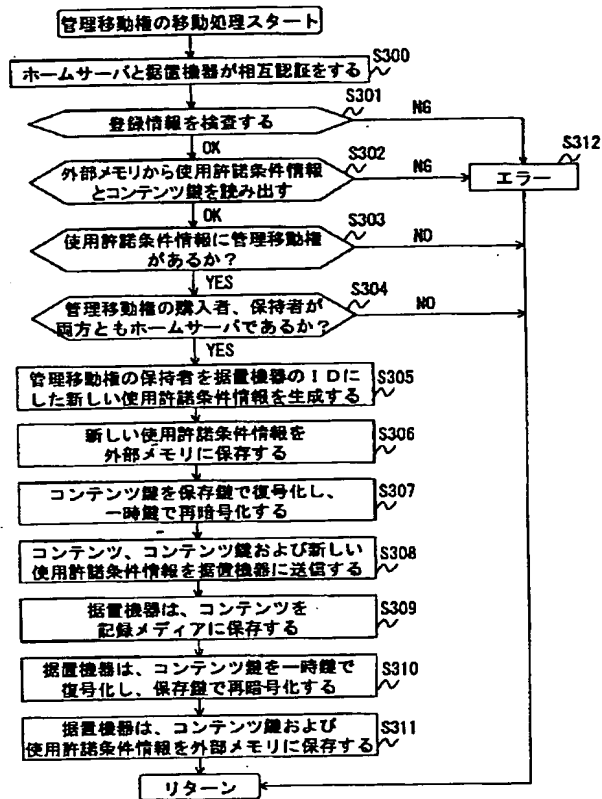 管理移動権の移動処理スタート
S300
ホームサーバと据置機器が相互認証をする
S301
登録情報を検査する
NG
OK
S302
外部メモリから使用許諾条件情報
とコンテンツ鍵を読み出す
NG
S312
エラー
OK
S303
使用許諾条件情報に管理移動権
があるか？
NO
YES
S304
管理移動権の購入者、保持者が
両方ともホームサーバであるか？
NO
YES
管理移動権の保持者を据置機器のＩＤに
した新しい使用許諾条件情報を生成する
S305
新しい使用許諾条件情報を
外部メモリに保存する
S306
コンテンツ鍵を保存鍵で復号化し、
一時鍵で再暗号化する
S307
コンテンツ、コンテンツ鍵および新しい
使用許諾条件情報を据置機器に送信する
S308
据置機器は、コンテンツを
記録メディアに保存する
S309
据置機器は、コンテンツ鍵を一時鍵で
復号化し、保存鍵で再暗号化する
S310
据置機器は、コンテンツ鍵および
使用許諾条件情報を外部メモリに保存する
S311
リターン